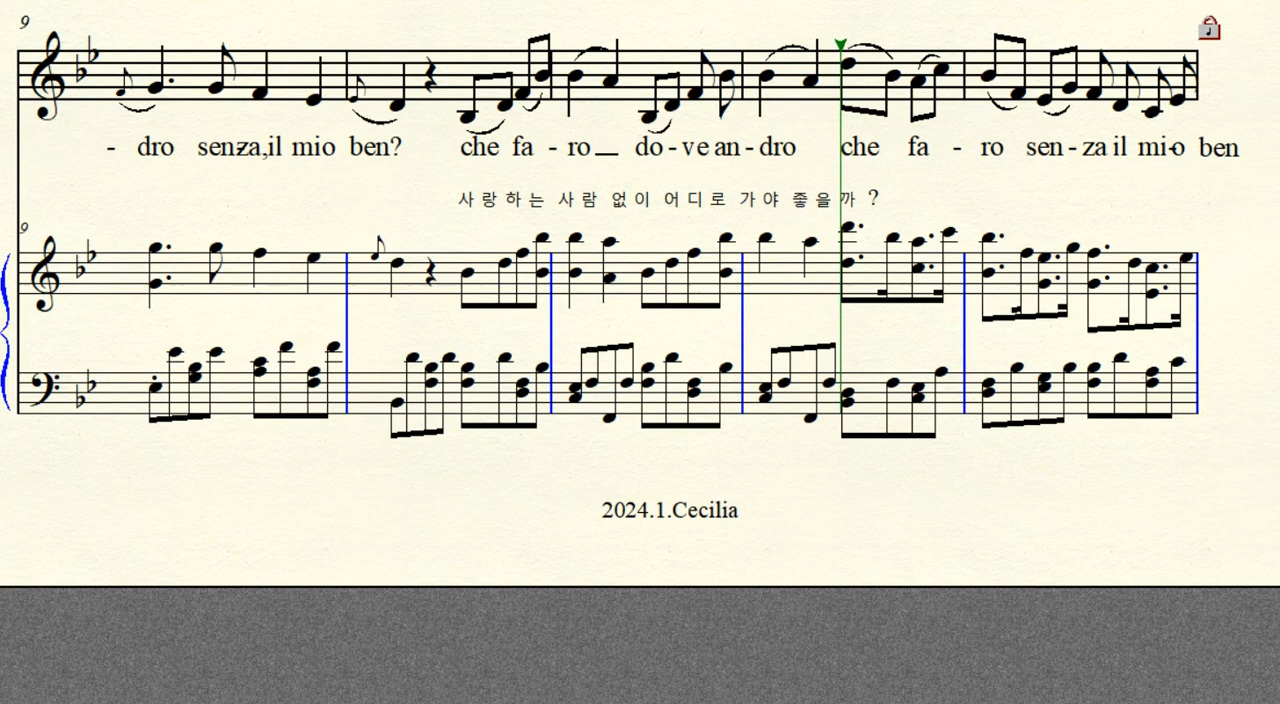 9
- dro senza,il mio ben? che fa - ro__ do - ve an - dro che fa - ro sen - za il mi-o ben
사랑하는 사람 없이 어디로 가야 좋을까 ?
9
2024.1.Cecilia